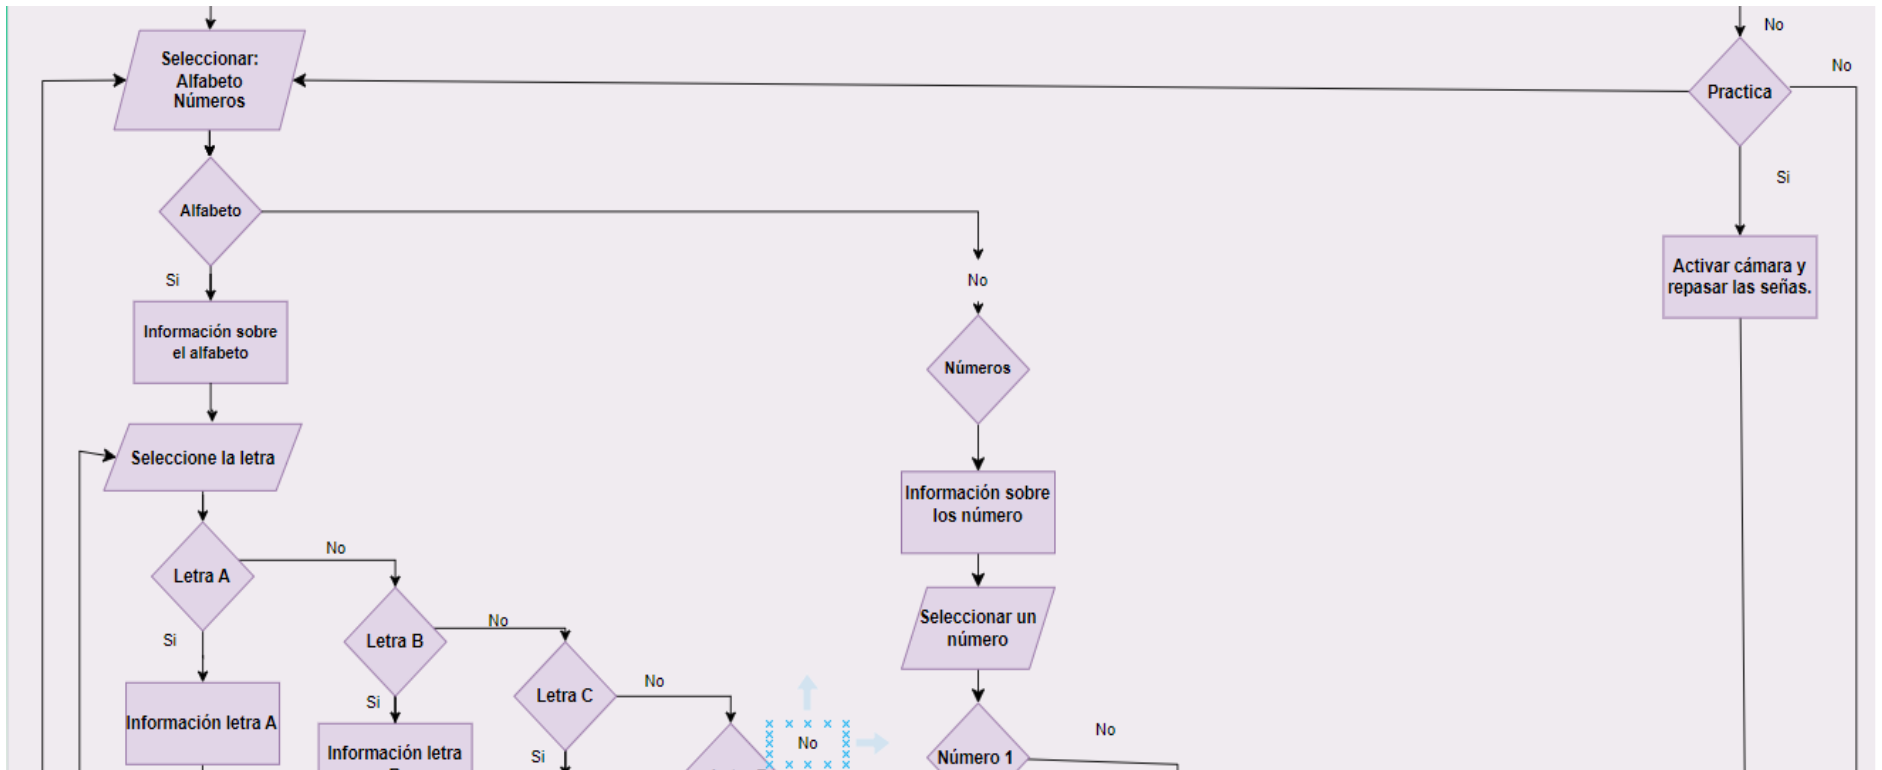 No
Seleccionar:
Alfabeto
Números
No
Practica
Si
Alfabeto
Si
No
Activar cámara y
repasar las señas.
Información sobre
el alfabeto
Números
Seleccione la letra
Información sobre
los número
No
Letra A
Si
No
Letra B
Seleccionar un
número
Si
No
Letra C
Información letra A
Información letra
Si
No
No
Número 1